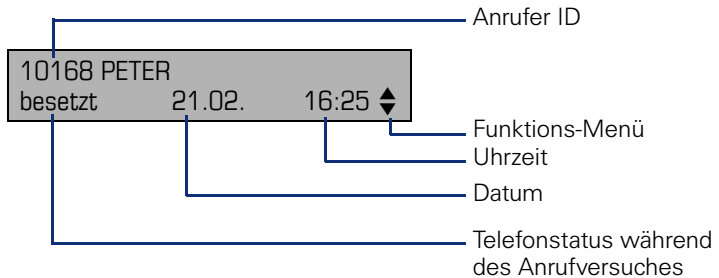 Anrufer ID
10168 PETER
besetzt 21.02. 16:25
Funktions-Menü
Uhrzeit
Datum
Telefonstatus während
des Anrufversuches